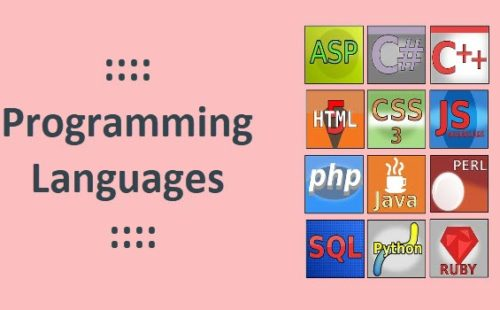 ::::
Programming
Languages
::::
ASP
C#
C++
HTML
5
CSS
3
JS
php
Java
PERL
SQL
Python
RUBY